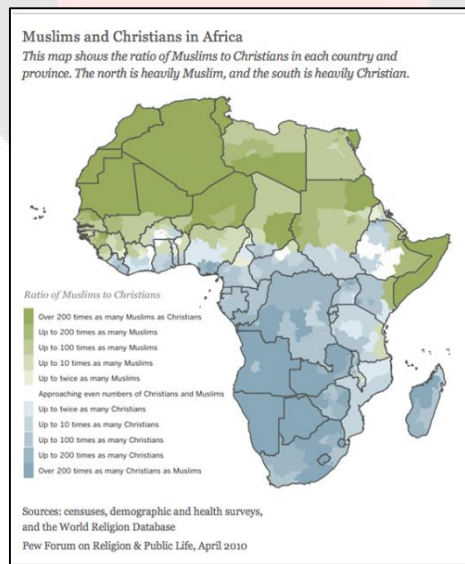 Muslims and Christians in Africa
This map shows the ratio of Muslims to Christians in each country and
province. The north is heavily Muslim, and the south is heavily Christian.
Ratio of Muslims to Christians
Over 200 times as many Muslims as Christians
Up to 200 times as many Muslims
Up to 100 times as many Muslims
Up to 10 times as many Muslims
Up to twice as many Muslims
Approaching even numbers of Christians and Muslims
Up to twice as many Christians
Up to 10 times as many Christians
Up to 100 times as many Christians
Up to 200 times as many Christians
Over 200 times as many Christians as Muslims
Sources: censuses, demographic and health surveys,
and the World Religion Database
Pew Forum on Religion & Public Life, April 2010